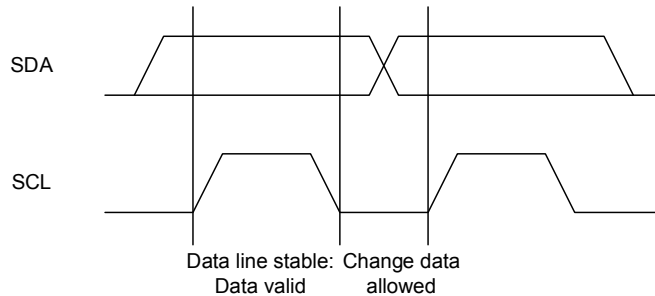 SDA
SCL
Data line stable:
Data valid
Change data
allowed